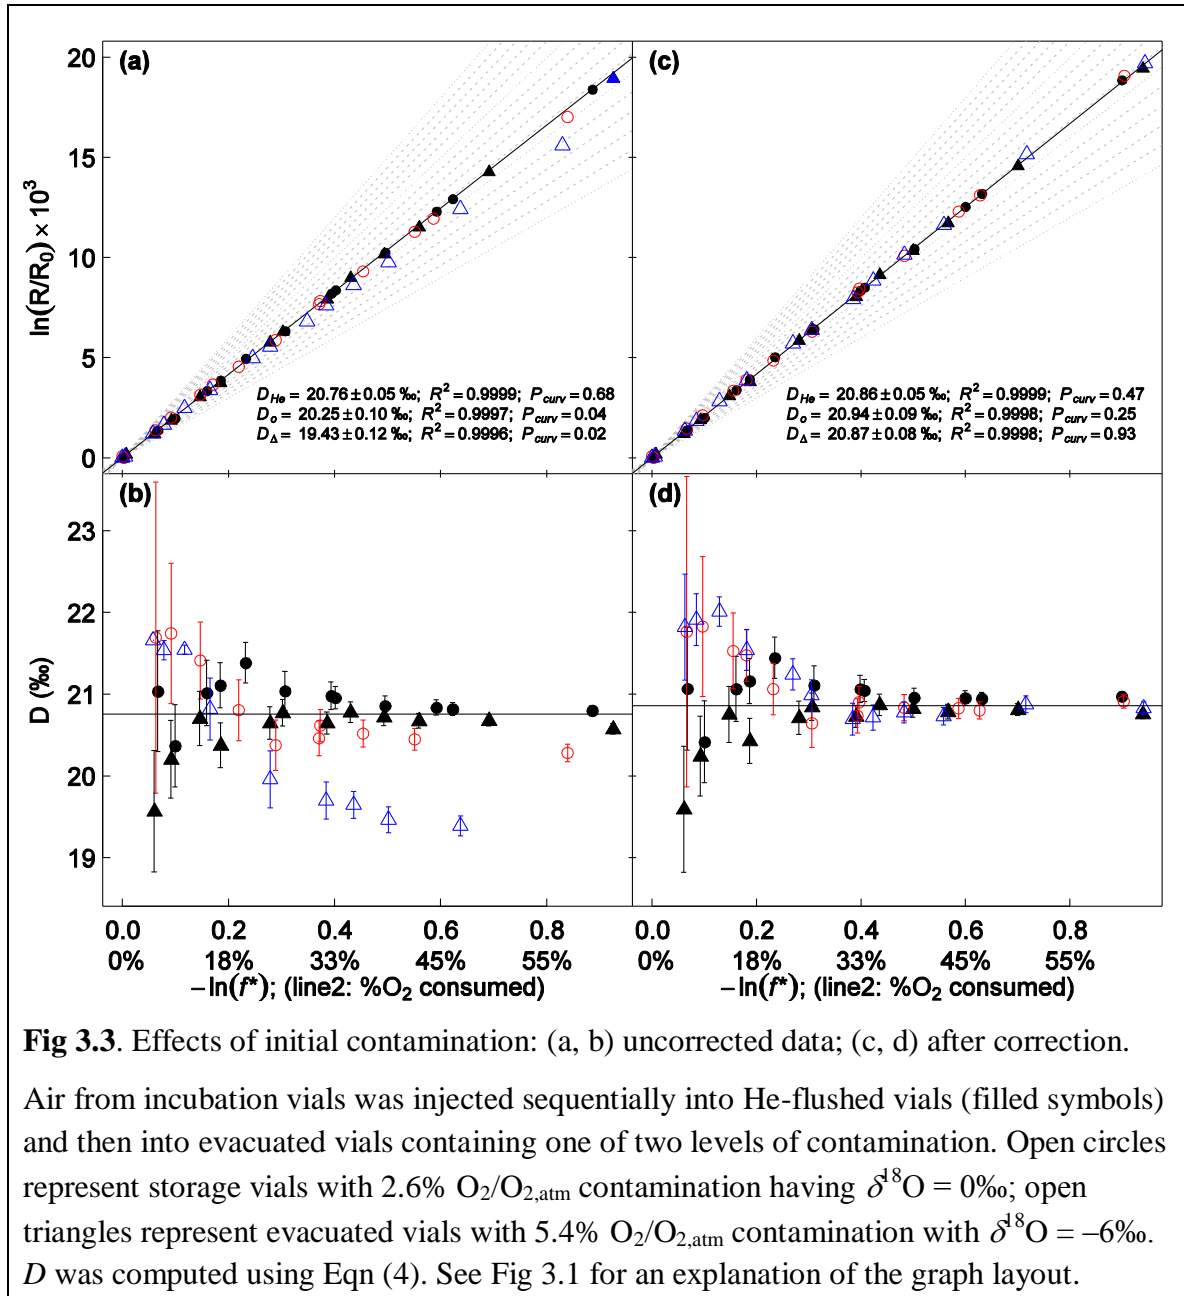 (a)
(c)
20
15
10
5
0
ln(R/R₀) × 10³
D_He = 20.76 ± 0.05 ‰; R² = 0.9999; P_curv = 0.68
D_o = 20.25 ± 0.10 ‰; R² = 0.9997; P_curv = 0.04
D_Δ = 19.43 ± 0.12 ‰; R² = 0.9996; P_curv = 0.02
D_He = 20.86 ± 0.05 ‰; R² = 0.9999; P_curv = 0.47
D_o = 20.94 ± 0.09 ‰; R² = 0.9998; P_curv = 0.25
D_Δ = 20.87 ± 0.08 ‰; R² = 0.9998; P_curv = 0.93
(b)
(d)
23
22
21
20
19
D (‰)
0.0 0.2 0.4 0.6 0.8
0% 18% 33% 45% 55%
−ln(f*); (line2: %O₂ consumed)
0.0 0.2 0.4 0.6 0.8
0% 18% 33% 45% 55%
−ln(f*); (line2: %O₂ consumed)
Fig 3.3. Effects of initial contamination: (a, b) uncorrected data; (c, d) after correction.
Air from incubation vials was injected sequentially into He-flushed vials (filled symbols)
and then into evacuated vials containing one of two levels of contamination. Open circles
represent storage vials with 2.6% O₂/O₂,atm contamination having δ¹⁸O = 0‰; open
triangles represent evacuated vials with 5.4% O₂/O₂,atm contamination with δ¹⁸O = −6‰.
D was computed using Eqn (4). See Fig 3.1 for an explanation of the graph layout.